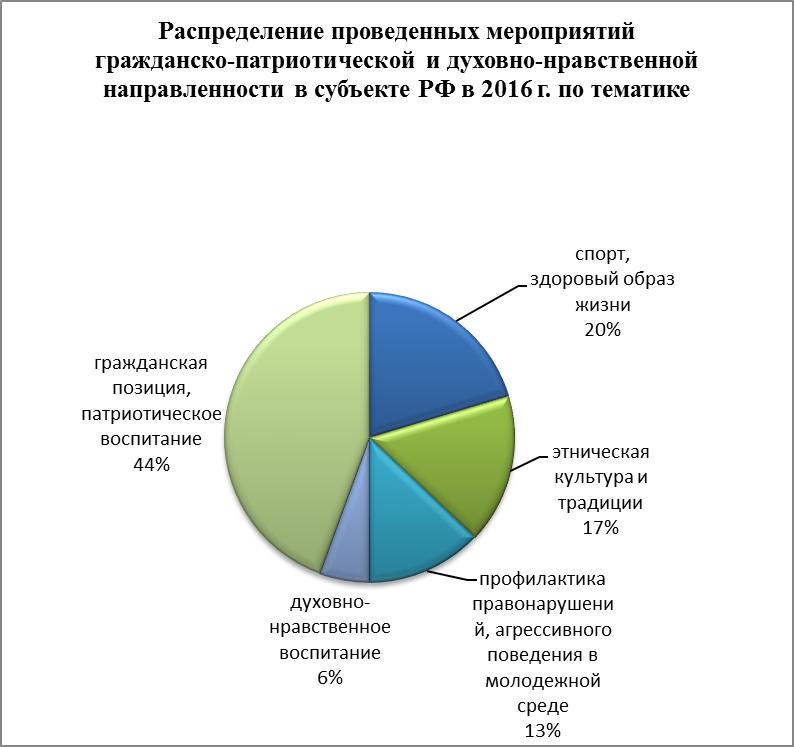 Распределение проведенных мероприятий
гражданско-патриотической и духовно-нравственной
направленности в субъекте РФ в 2016 г. по тематике
спорт,
здоровый образ
жизни
20%
этническая
культура и
традиции
17%
профилактика
правонарушени
й, агрессивного
поведения в
молодежной
среде
13%
духовно-
нравственное
воспитание
6%
гражданская
позиция,
патриотическое
воспитание
44%